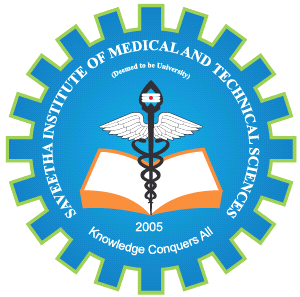 SAVEETHA INSTITUTE OF MEDICAL AND TECHNICAL SCIENCES
(Deemed to be University)
2005
Knowledge Conquers All